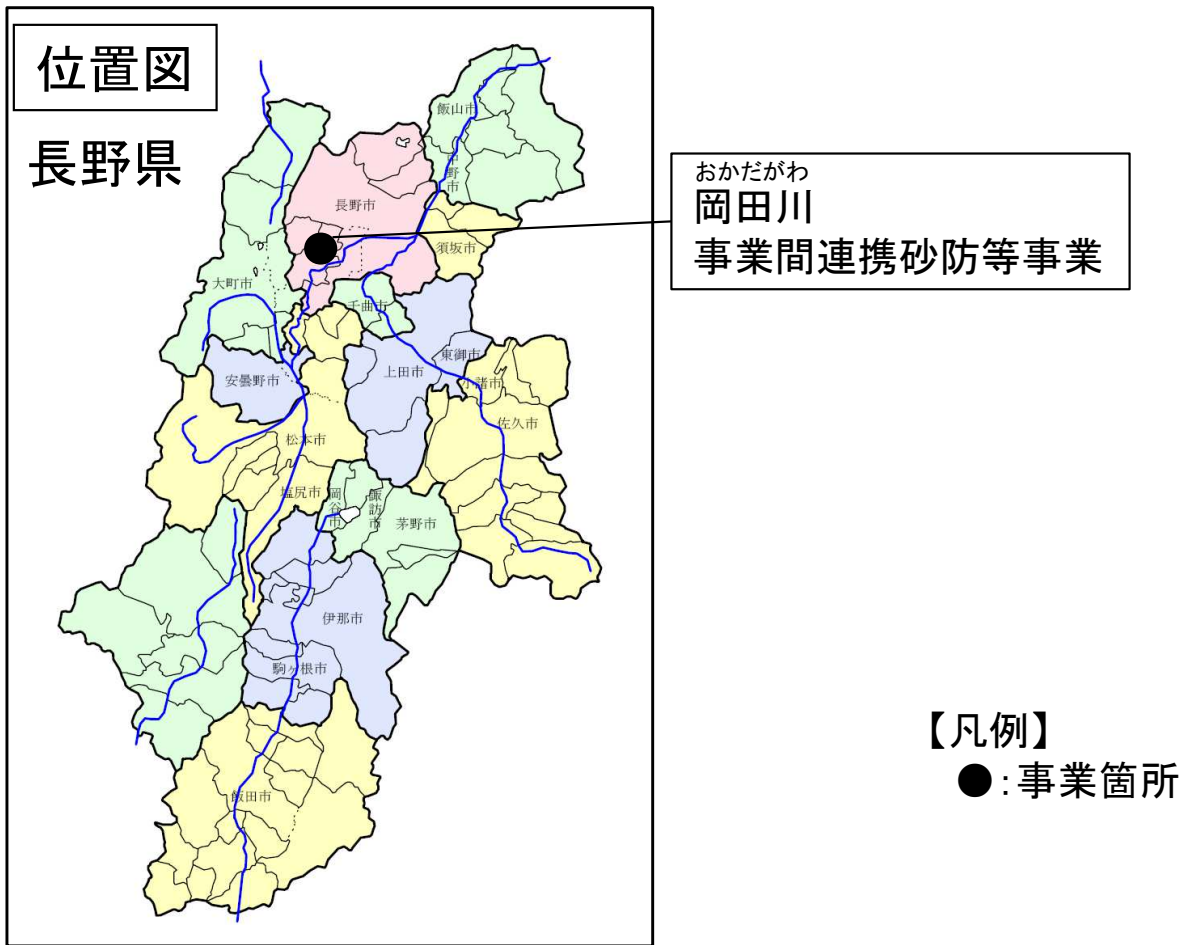 位置図
長野県
飯山市
中野市
長野市
須坂市
大町市
千曲市
東御市
上田市
小諸市
安曇野市
佐久市
松本市
塩尻市
岡谷市
諏訪市
茅野市
伊那市
駒ヶ根市
飯田市
おかだがわ
岡田川
事業間連携砂防等事業
【凡例】
●:事業箇所